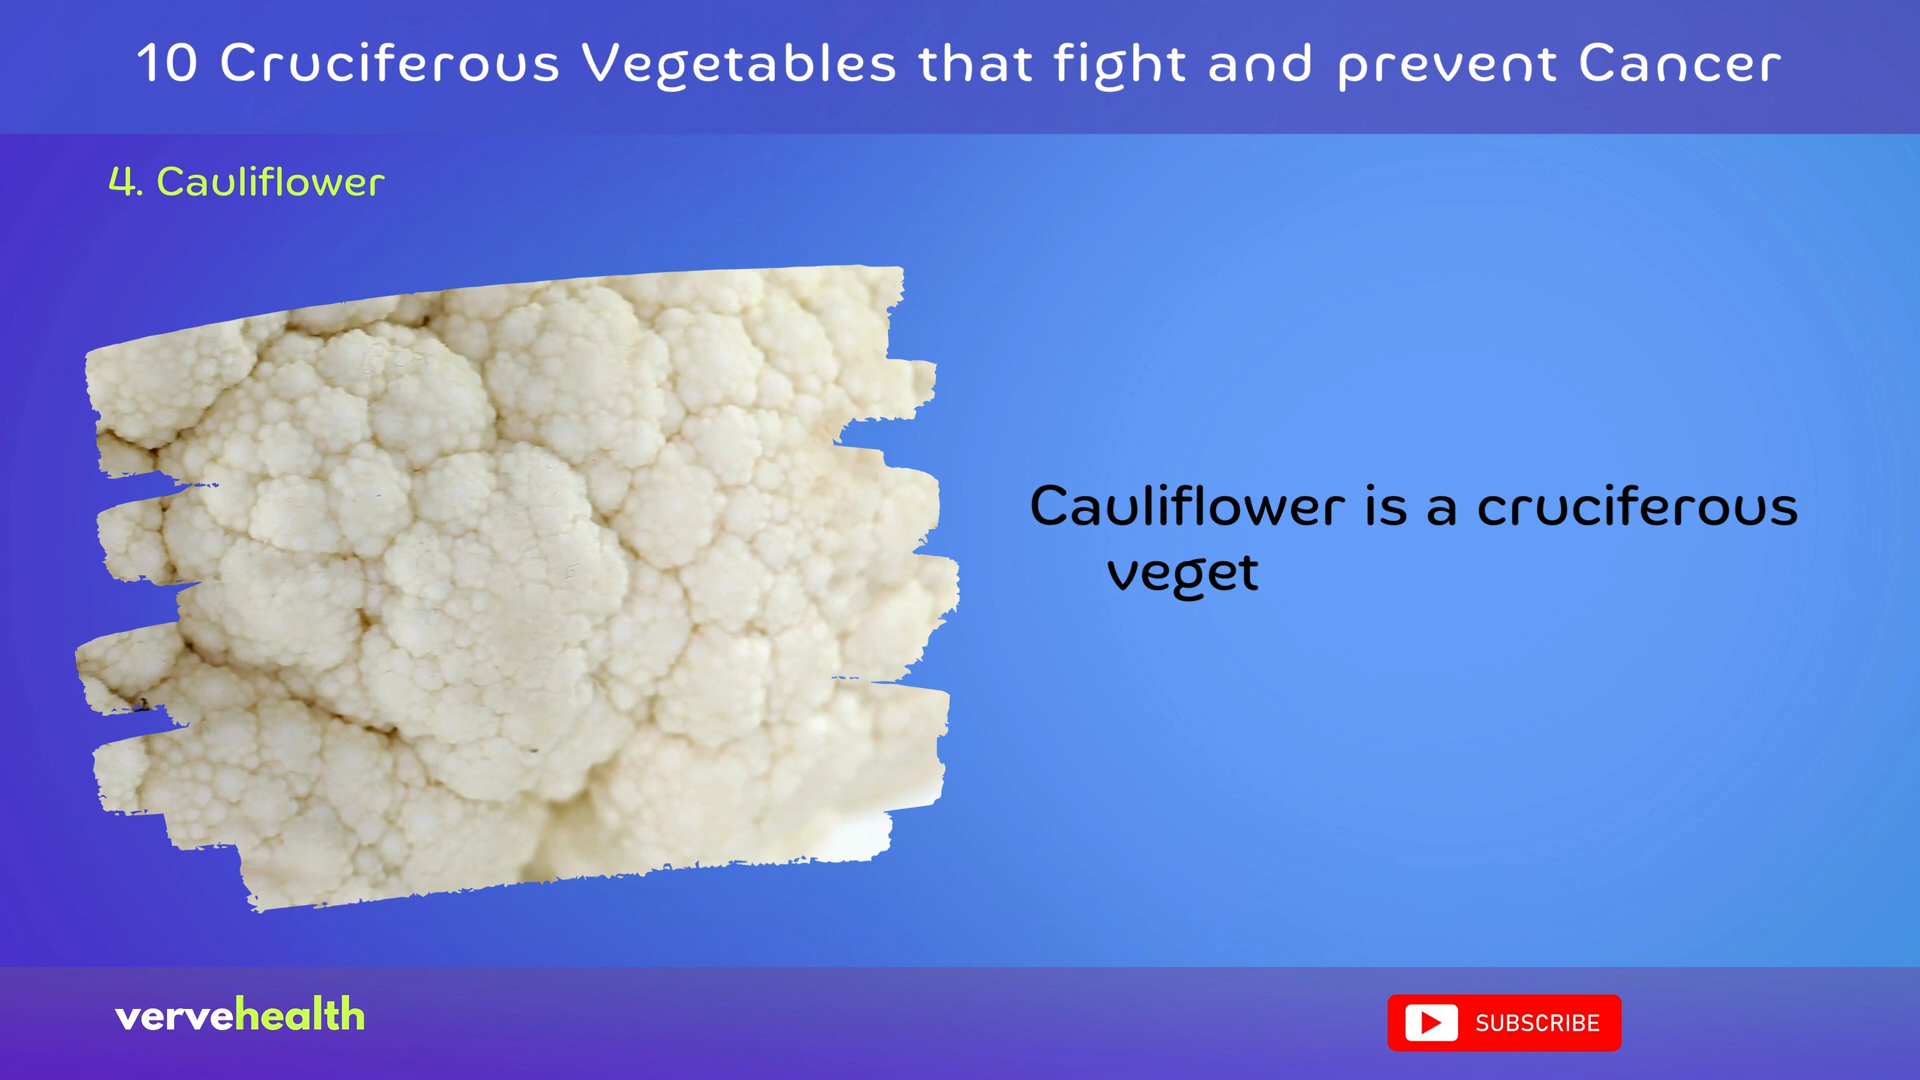 10 Cruciferous Vegetables that fight and prevent Cancer
4. Cauliflower
Cauliflower is a cruciferous
veget
vervehealth
SUBSCRIBE